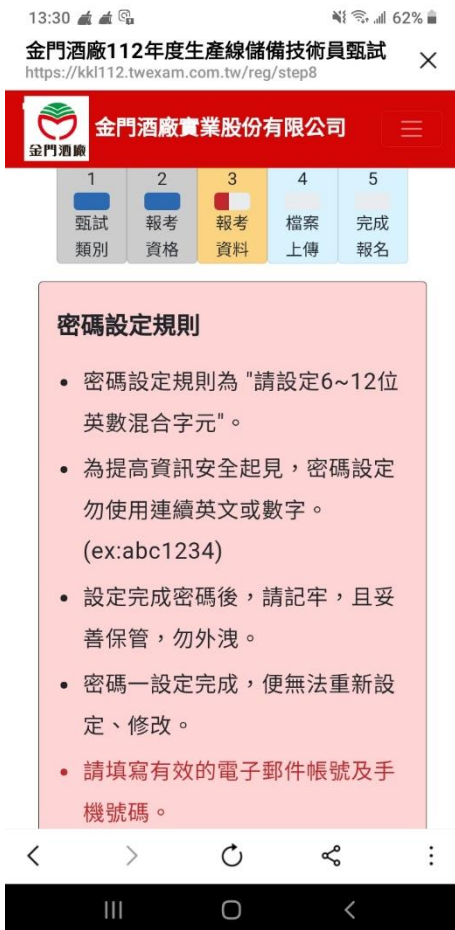 13:30
62%
金門酒廠112年度生產線儲備技術員甄試
https://kkl112.twexam.com.tw/reg/step8
金門酒廠
金門酒廠實業股份有限公司
1 2 3 4 5
甄試 報考 報考 檔案 完成
類別 資格 資料 上傳 報名
密碼設定規則
• 密碼設定規則為 "請設定6~12位
英數混合字元"。
• 為提高資訊安全起見，密碼設定
勿使用連續英文或數字。
(ex:abc1234)
• 設定完成密碼後，請記牢，且妥
善保管，勿外洩。
• 密碼一設定完成，便無法重新設
定、修改。
• 請填寫有效的電子郵件帳號及手
機號碼。